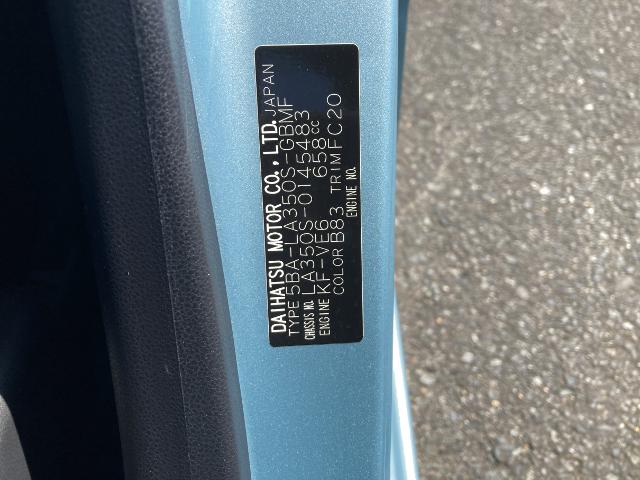 DAIHATSU MOTOR CO., LTD. JAPAN
TYPE 5BA-LA350S-GBMF
CHASSIS NO. LA350S-0145483
ENGINE KF-VE6 658cc
COLOR B83 TRIM FC20
ENGINE NO.